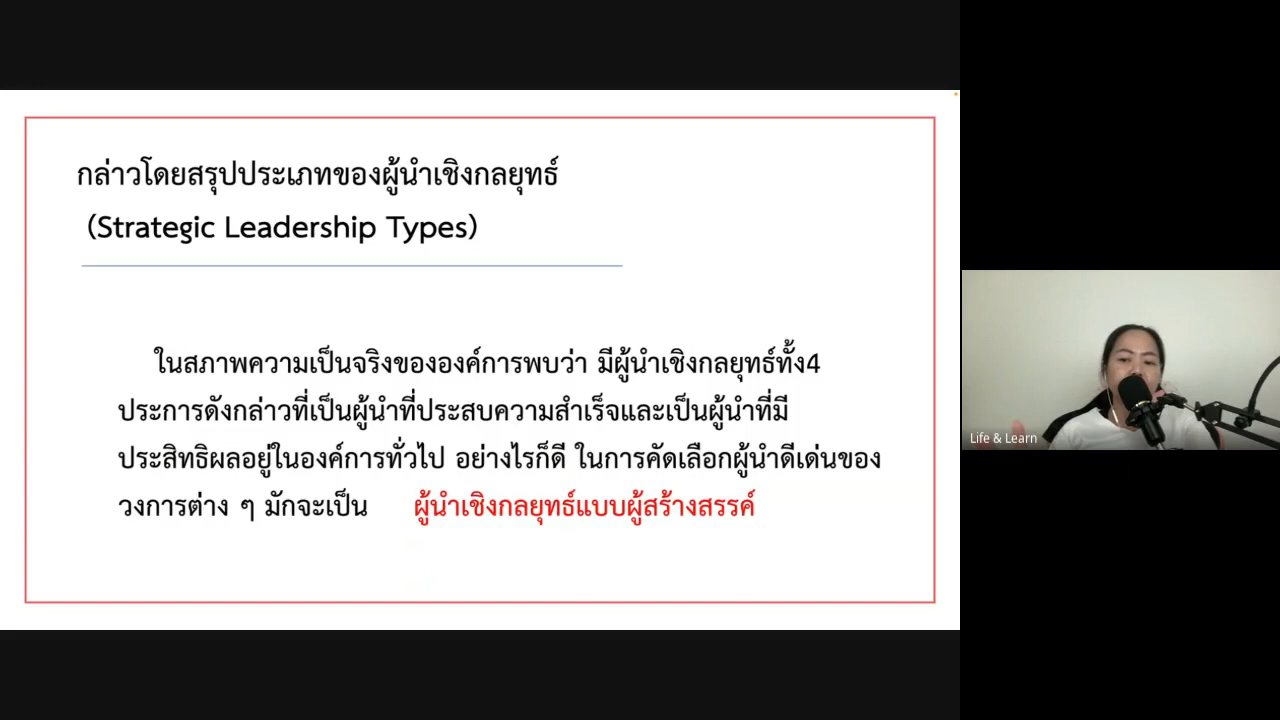 กล่าวโดยสรุปประเภทของผู้นำเชิงกลยุทธ์
(Strategic Leadership Types)
ในสภาพความเป็นจริงขององค์การพบว่า มีผู้นำเชิงกลยุทธ์ทั้ง4
ประการดังกล่าวที่เป็นผู้นำที่ประสบความสำเร็จและเป็นผู้นำที่มี
ประสิทธิผลอยู่ในองค์การทั่วไป อย่างไรก็ดี ในการคัดเลือกผู้นำดีเด่นของ
วงการต่าง ๆ มักจะเป็น ผู้นำเชิงกลยุทธ์แบบผู้สร้างสรรค์
Life & Learn